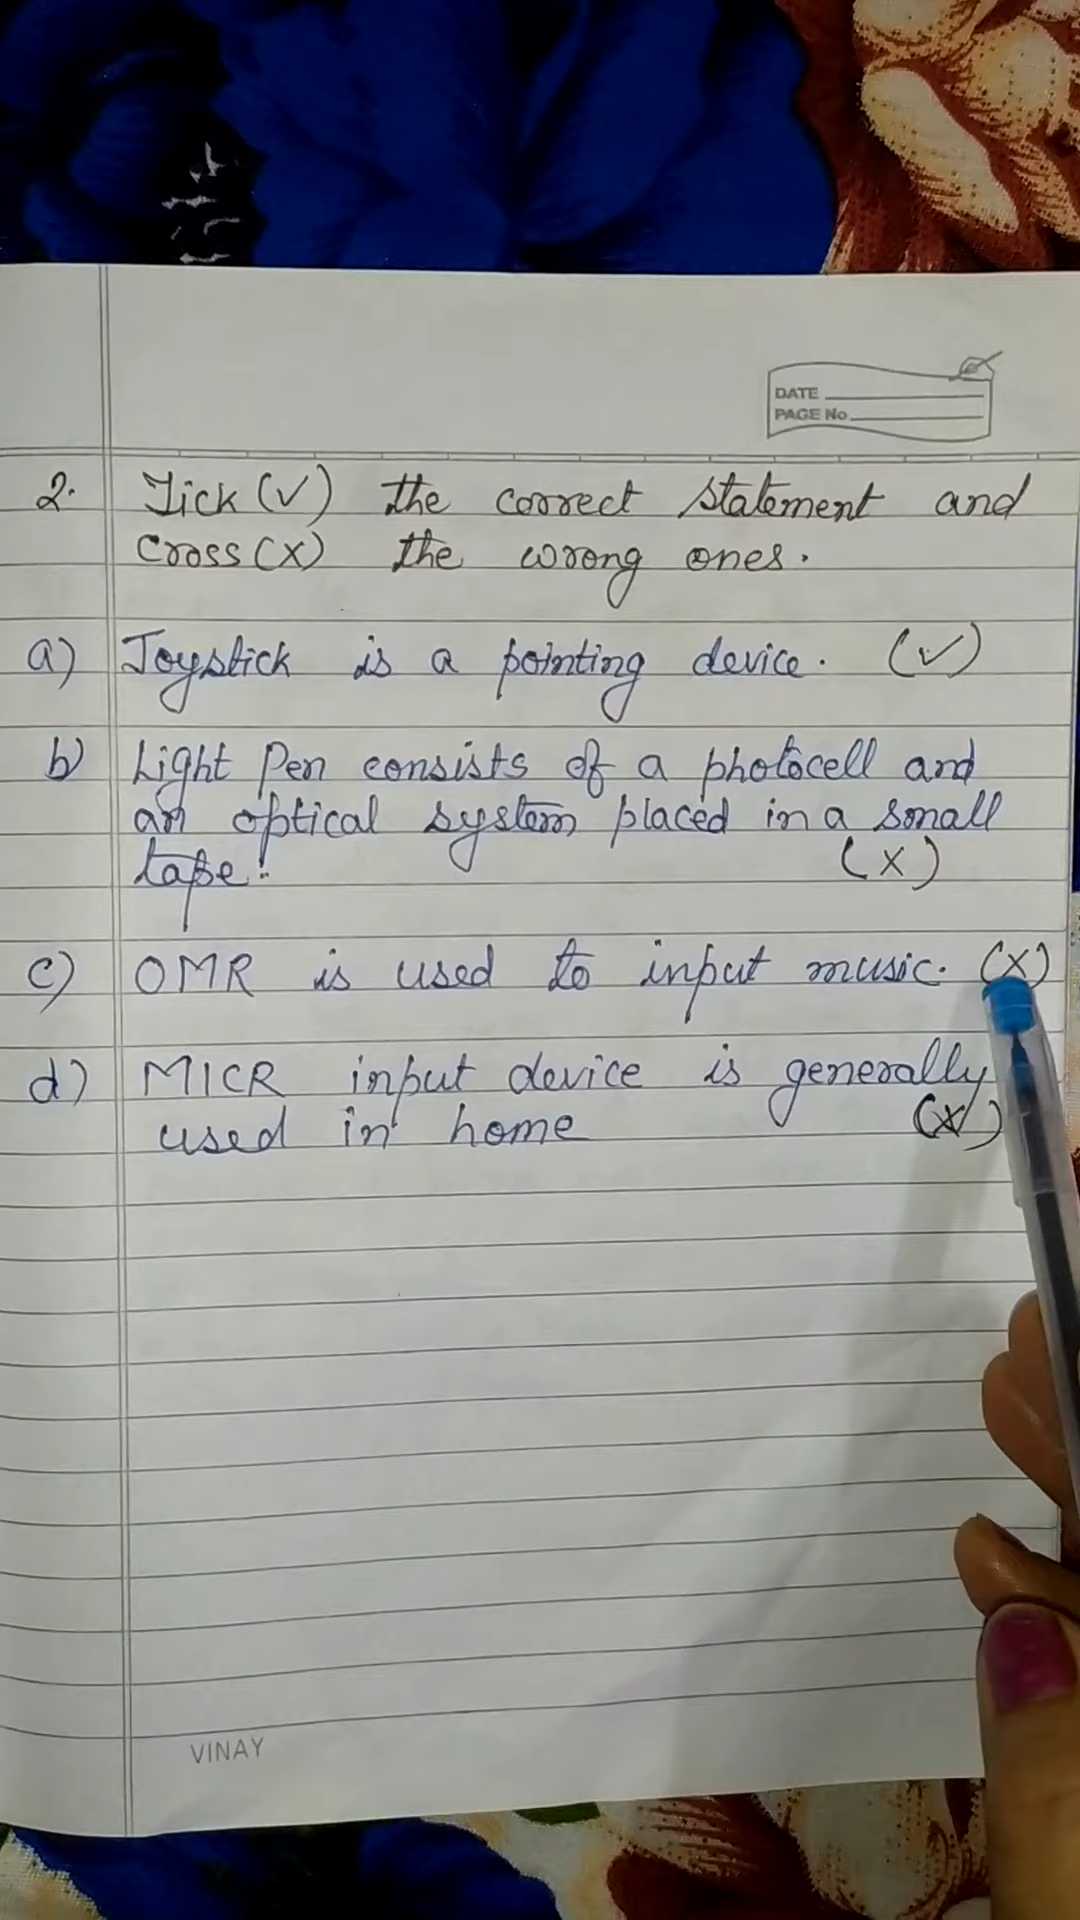 DATE
PAGE No
2. Tick (✓) the correct statement and
Cross (X) the wrong ones.
a) Joystick is a pointing device. (✓)
b) Light Pen consists of a photocell and
an optical system placed in a small
tape. (X)
c) OMR is used to input music. (X)
d) MICR input device is generally
used in home (X)
VINAY